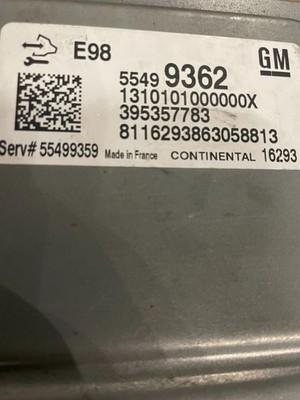 E98
GM
5549 9362
1310101000000X
395357783
8116293863058813
Serv# 55499359 Made in France CONTINENTAL 16293